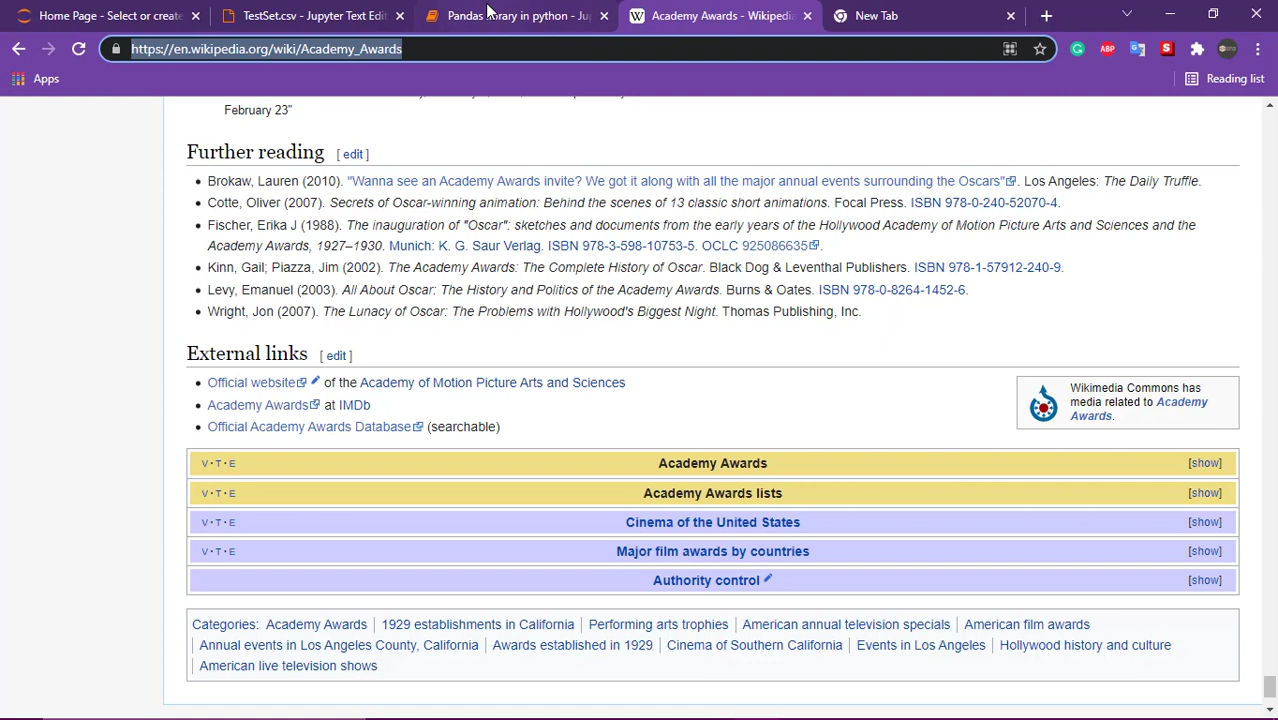 Home Page - Select or create
TestSet.csv - Jupyter Text Edit
Pandas library in python - Jup
W Academy Awards - Wikipedia
New Tab
https://en.wikipedia.org/wiki/Academy_Awards
ABP
S
Apps
Reading list
February 23"
Further reading [ edit ]
Brokaw, Lauren (2010). "Wanna see an Academy Awards invite? We got it along with all the major annual events surrounding the Oscars". Los Angeles: The Daily Truffle.
Cotte, Oliver (2007). Secrets of Oscar-winning animation: Behind the scenes of 13 classic short animations. Focal Press. ISBN 978-0-240-52070-4.
Fischer, Erika J (1988). The inauguration of "Oscar": sketches and documents from the early years of the Hollywood Academy of Motion Picture Arts and Sciences and the
Academy Awards, 1927–1930. Munich: K. G. Saur Verlag. ISBN 978-3-598-10753-5. OCLC 925086635.
Kinn, Gail; Piazza, Jim (2002). The Academy Awards: The Complete History of Oscar. Black Dog & Leventhal Publishers. ISBN 978-1-57912-240-9.
Levy, Emanuel (2003). All About Oscar: The History and Politics of the Academy Awards. Burns & Oates. ISBN 978-0-8264-1452-6.
Wright, Jon (2007). The Lunacy of Oscar: The Problems with Hollywood's Biggest Night. Thomas Publishing, Inc.
External links [ edit ]
Official website of the Academy of Motion Picture Arts and Sciences
Academy Awards at IMDb
Official Academy Awards Database (searchable)
Wikimedia Commons has
media related to Academy
Awards.
V·T·E Academy Awards [show]
V·T·E Academy Awards lists [show]
V·T·E Cinema of the United States [show]
V·T·E Major film awards by countries [show]
Authority control [show]
Categories: Academy Awards | 1929 establishments in California | Performing arts trophies | American annual television specials | American film awards
Annual events in Los Angeles County, California | Awards established in 1929 | Cinema of Southern California | Events in Los Angeles | Hollywood history and culture
American live television shows